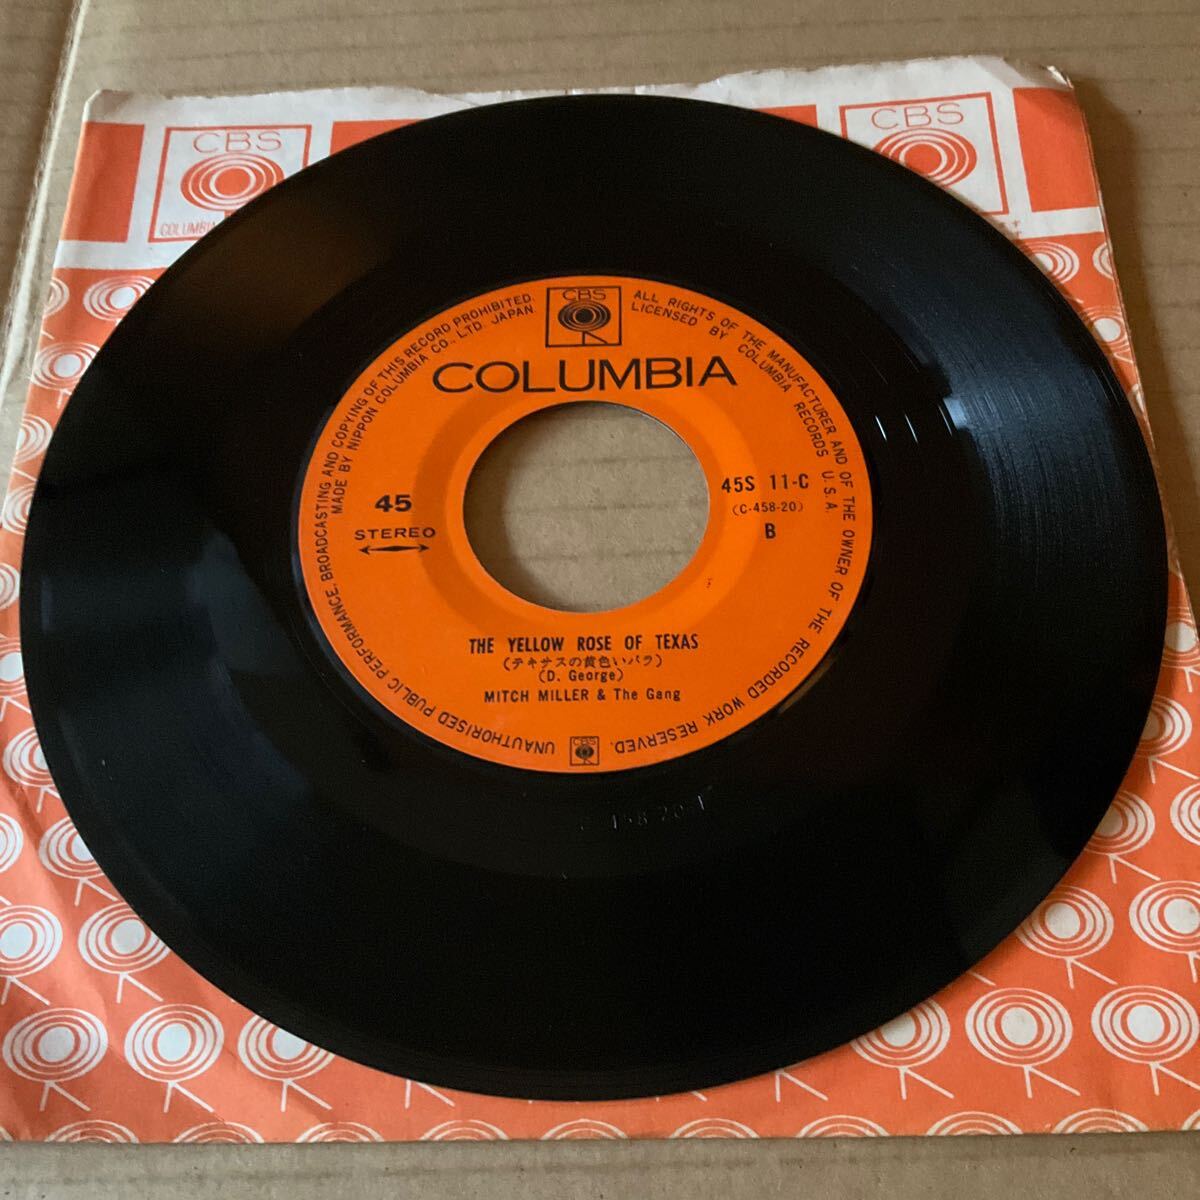 CBS
COLUMBIA
CBS
CBS
COLUMBIA
ALL RIGHTS OF THE MANUFACTURER AND OF THE OWNER OF THE RECORDED WORK RESERVED.
LICENSED BY COLUMBIA RECORDS U.S.A.
UNAUTHORISED PUBLIC PERFORMANCE, BROADCASTING AND COPYING OF THIS RECORD PROHIBITED.
MADE BY NIPPON COLUMBIA CO., LTD. JAPAN
45
STEREO
45S 11-C
(C-458-20)
B
THE YELLOW ROSE OF TEXAS
(テキサスの黄色いバラ)
(D. George)
MITCH MILLER & The Gang
CBS